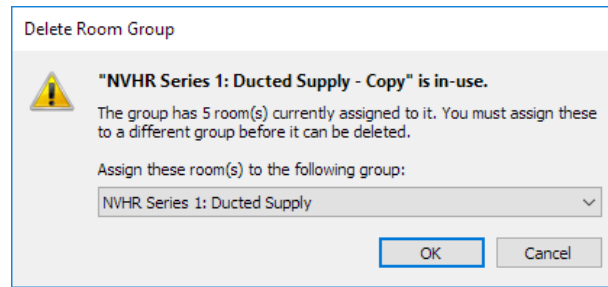 Delete Room Group
"NVHR Series 1: Ducted Supply - Copy" is in-use.
The group has 5 room(s) currently assigned to it. You must assign these
to a different group before it can be deleted.
Assign these room(s) to the following group:
NVHR Series 1: Ducted Supply
OK
Cancel